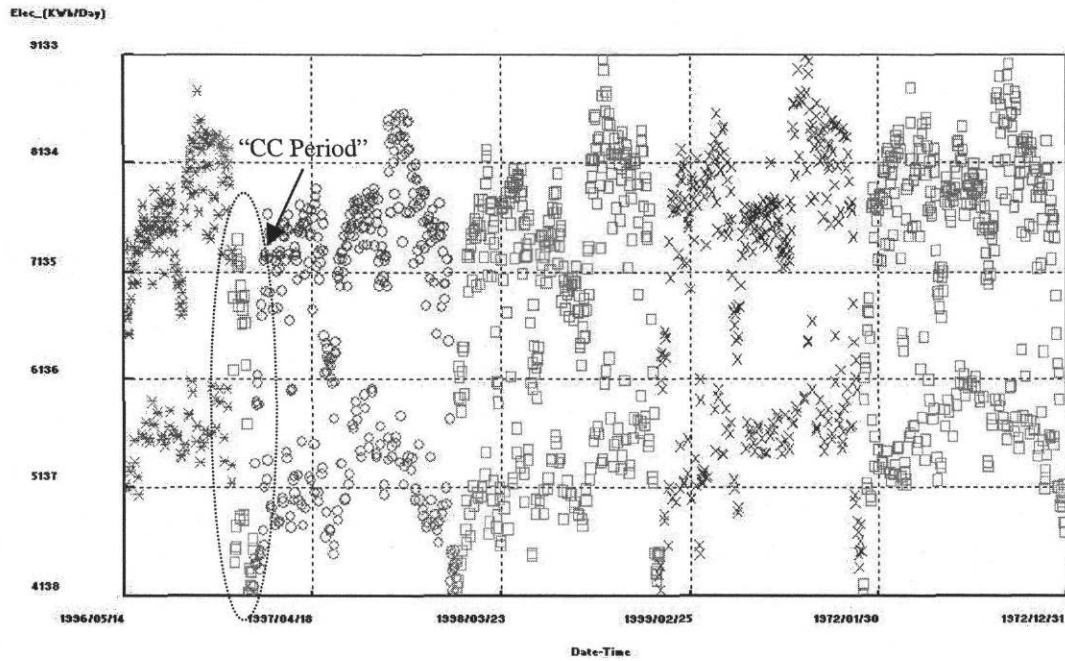 Elec_(KWh/Day)
9133
"CC Period"
8134
7135
6136
5137
4138
1996/05/14 1997/04/18 1998/03/23 1999/02/25 1972/01/30 1972/12/31
Date-Time